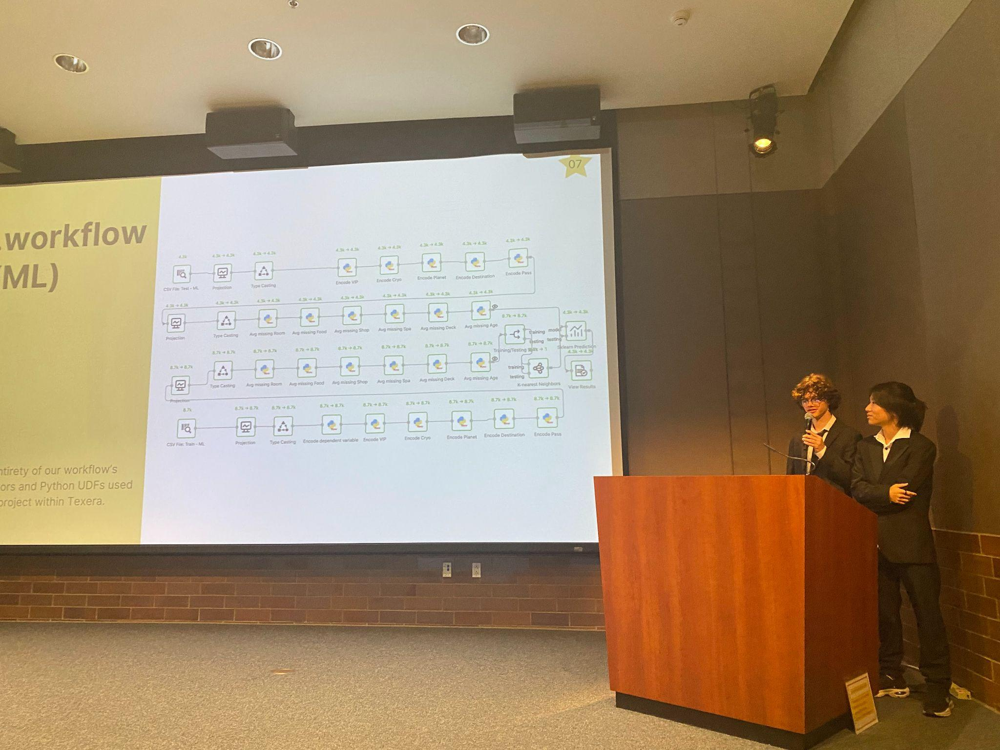 07
.workflow
(ML)
4.3k
4.3k → 4.3k
4.3k → 4.3k
4.3k → 4.3k
4.3k → 4.3k
4.3k → 4.3k
4.3k → 4.3k
4.3k → 4.3k
CSV File: Test - ML
Projection
Type Casting
Encode VIP
Encode Cryo
Encode Planet
Encode Destination
Encode Pass
4.3k → 4.3k
4.3k → 4.3k
4.3k → 4.3k
4.3k → 4.3k
4.3k → 4.3k
4.3k → 4.3k
4.3k → 4.3k
4.3k → 4.3k
Projection
Type Casting
Avg missing Room
Avg missing Food
Avg missing Shop
Avg missing Spa
Avg missing Deck
Avg missing Age
8.7k → 8.7k
4.3k → 4.3k
training
testing
model
testing
Training/Testing Split
→ 1
Sklearn Prediction
4.3k → 4.3k
8.7k → 8.7k
8.7k → 8.7k
8.7k → 8.7k
8.7k → 8.7k
8.7k → 8.7k
8.7k → 8.7k
8.7k → 8.7k
8.7k → 8.7k
Projection
Type Casting
Avg missing Room
Avg missing Food
Avg missing Shop
Avg missing Spa
Avg missing Deck
Avg missing Age
training
testing
K-nearest Neighbors
View Results
8.7k
8.7k → 8.7k
8.7k → 8.7k
8.7k → 8.7k
8.7k → 8.7k
8.7k → 8.7k
8.7k → 8.7k
8.7k → 8.7k
8.7k → 8.7k
CSV File: Train - ML
Projection
Type Casting
Encode dependent variable
Encode VIP
Encode Cryo
Encode Planet
Encode Destination
Encode Pass
ntirety of our workflow's
ors and Python UDFs used
project within Texera.